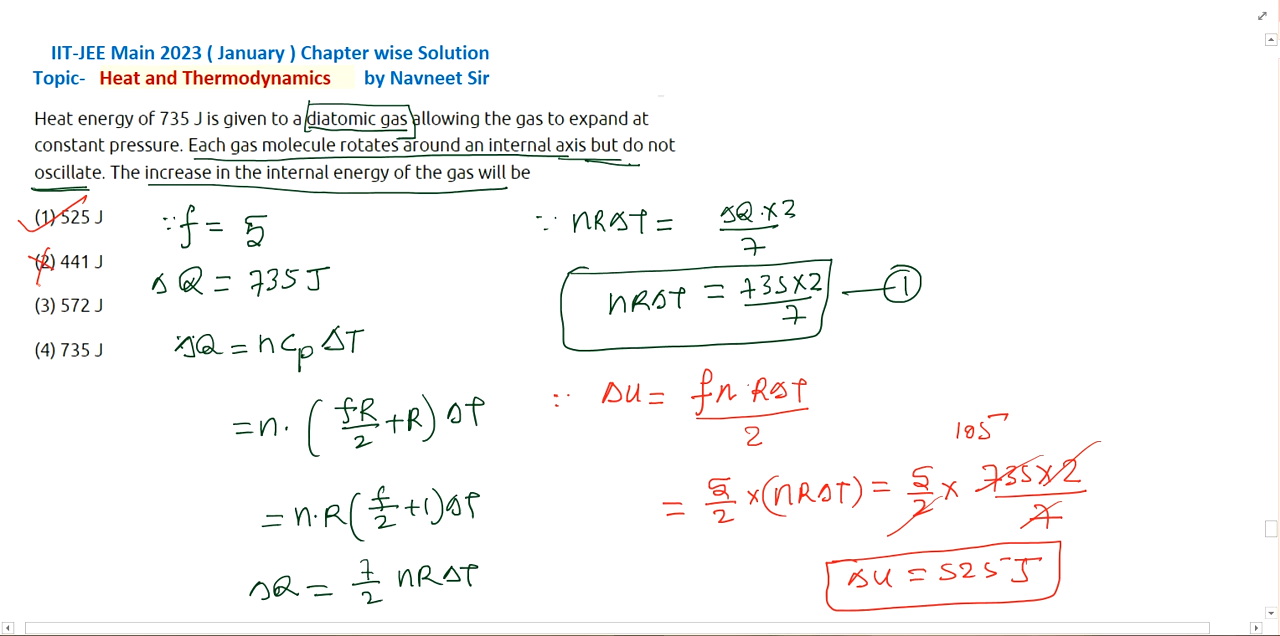 IIT-JEE Main 2023 ( January ) Chapter wise Solution
Topic- Heat and Thermodynamics by Navneet Sir
Heat energy of 735 J is given to a diatomic gas allowing the gas to expand at
constant pressure. Each gas molecule rotates around an internal axis but do not
oscillate. The increase in the internal energy of the gas will be
(1) 525 J
(2) 441 J
(3) 572 J
(4) 735 J
∵ f = 5
ΔQ = 735 J
∵ ΔQ = nCp ΔT
= n. (fR/2 + R) ΔT
= n.R(f/2 + 1) ΔT
ΔQ = 7/2 nRΔT
∵ nRΔT = ΔQ × 2 / 7
nRΔT = 735×2 / 7 — ①
∵ ΔU = fn.RΔT / 2
105
= 5/2 × (nRΔT) = 5/2 × 735×2 / 7
ΔU = 525 J